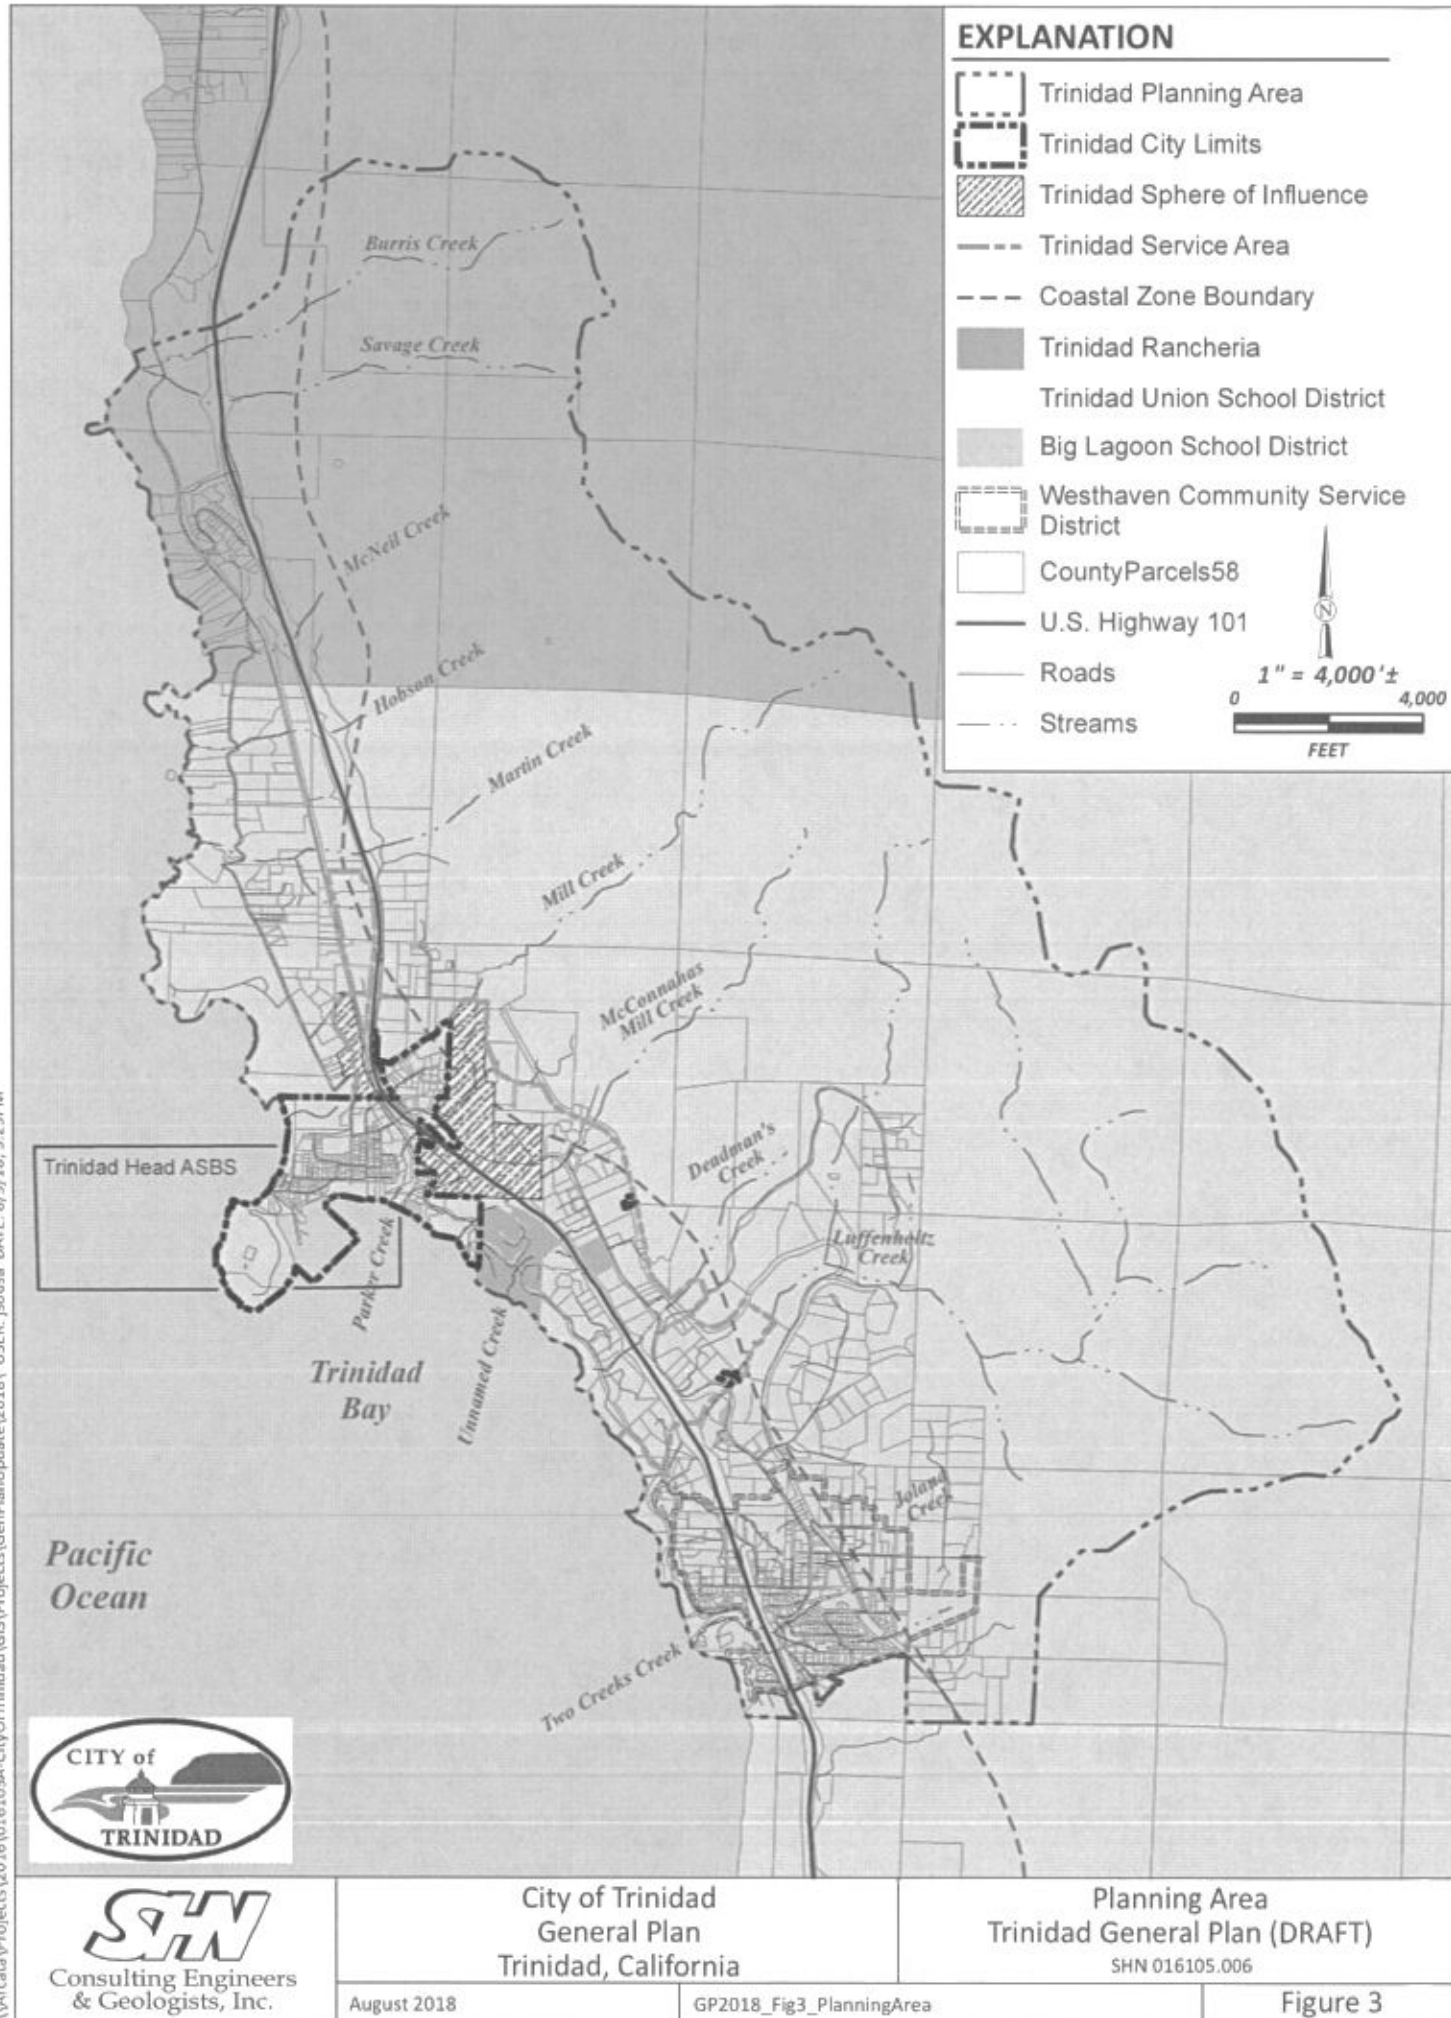 EXPLANATION
Trinidad Planning Area
Trinidad City Limits
Trinidad Sphere of Influence
Trinidad Service Area
Coastal Zone Boundary
Trinidad Rancheria
Trinidad Union School District
Big Lagoon School District
Westhaven Community Service
District
CountyParcels58
U.S. Highway 101
Roads
Streams
N
1" = 4,000'±
0 4,000
FEET
Burris Creek
Savage Creek
McNeil Creek
Hobson Creek
Martin Creek
Mill Creek
McConnahas
Mill Creek
Deadman's
Creek
Luffenholtz
Creek
Trinidad Head ASBS
Parker Creek
Unnamed Creek
Trinidad
Bay
Joland
Creek
Pacific
Ocean
Two Creeks Creek
CITY of
TRINIDAD
SHN
Consulting Engineers
& Geologists, Inc.
City of Trinidad
General Plan
Trinidad, California
Planning Area
Trinidad General Plan (DRAFT)
SHN 016105.006
August 2018
GP2018_Fig3_PlanningArea
Figure 3